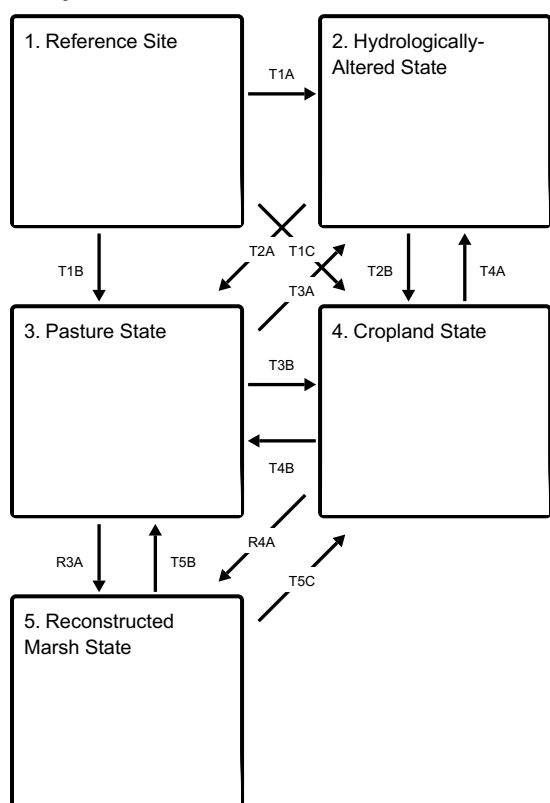 1. Reference Site
2. Hydrologically-
Altered State
T1A
T2A
T1C
T1B
T2B
T4A
T3A
3. Pasture State
4. Cropland State
T3B
T4B
R4A
R3A
T5B
T5C
5. Reconstructed
Marsh State